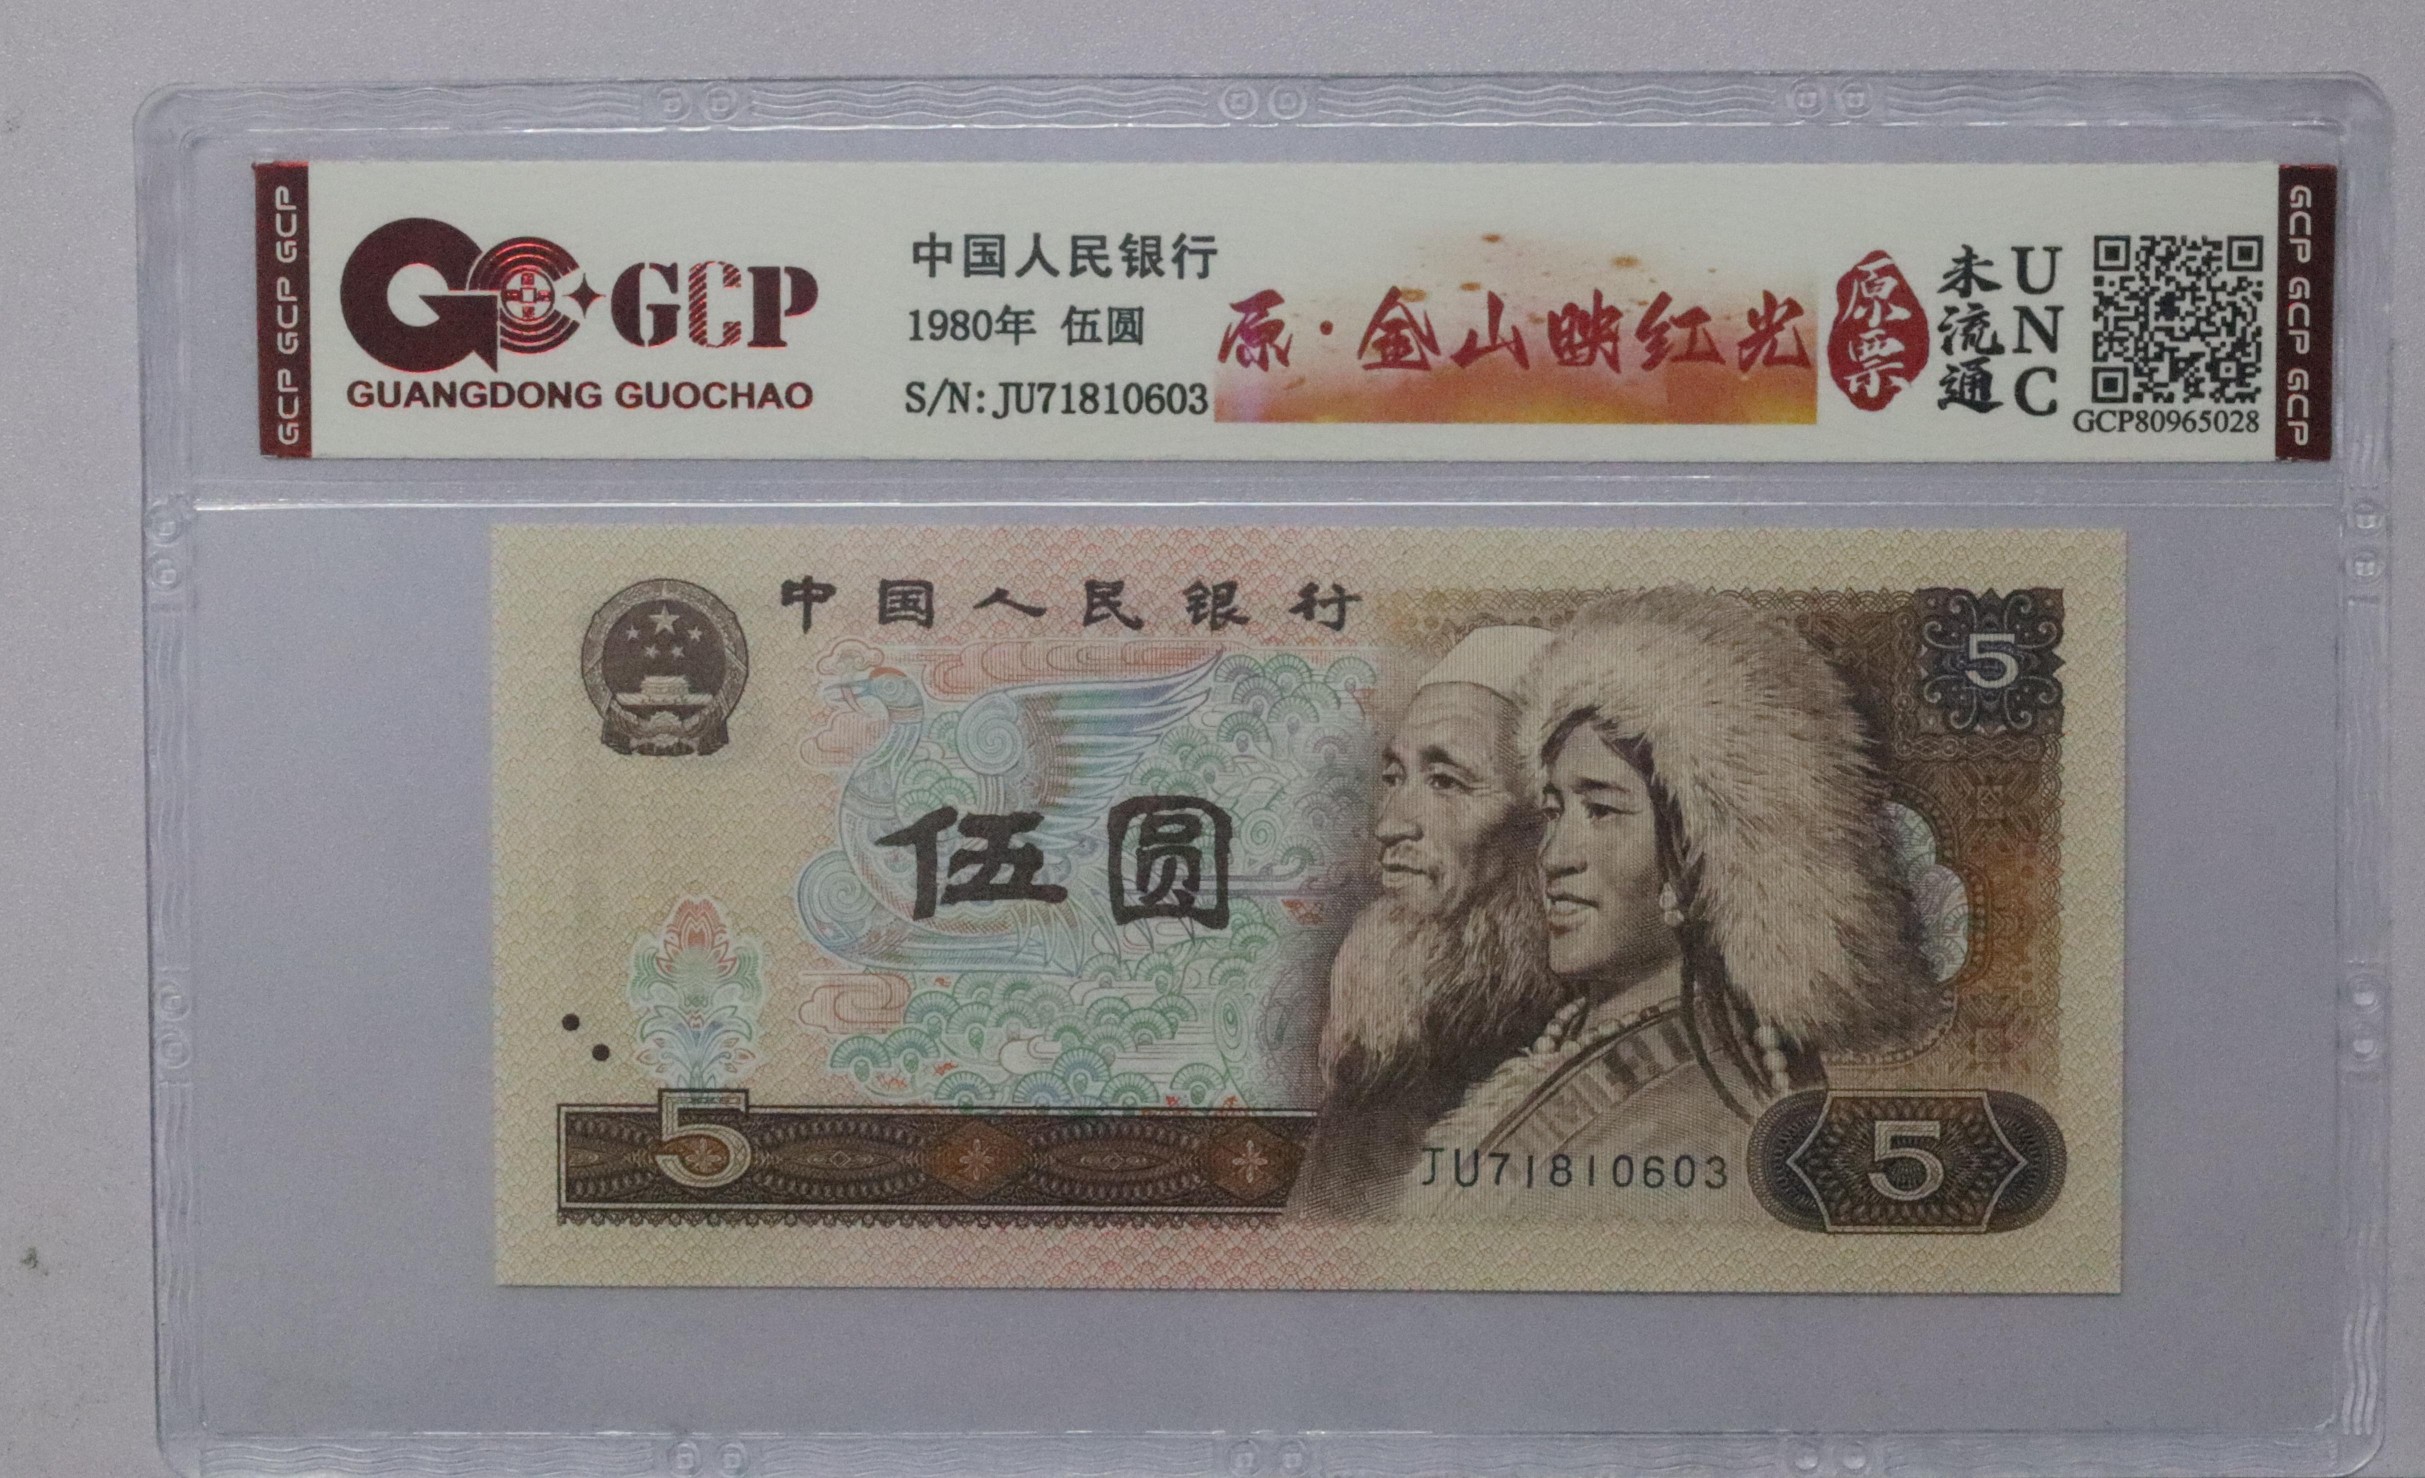 GCP GCP GCP
GCP
GUANGDONG GUOCHAO
中国人民银行
1980年 伍圆
S/N: JU71810603
原·金山映红光
原票
未流通
UNC
GCP80965028
GCP GCP GCP
中国人民银行
5
伍圆
5
JU71810603
5